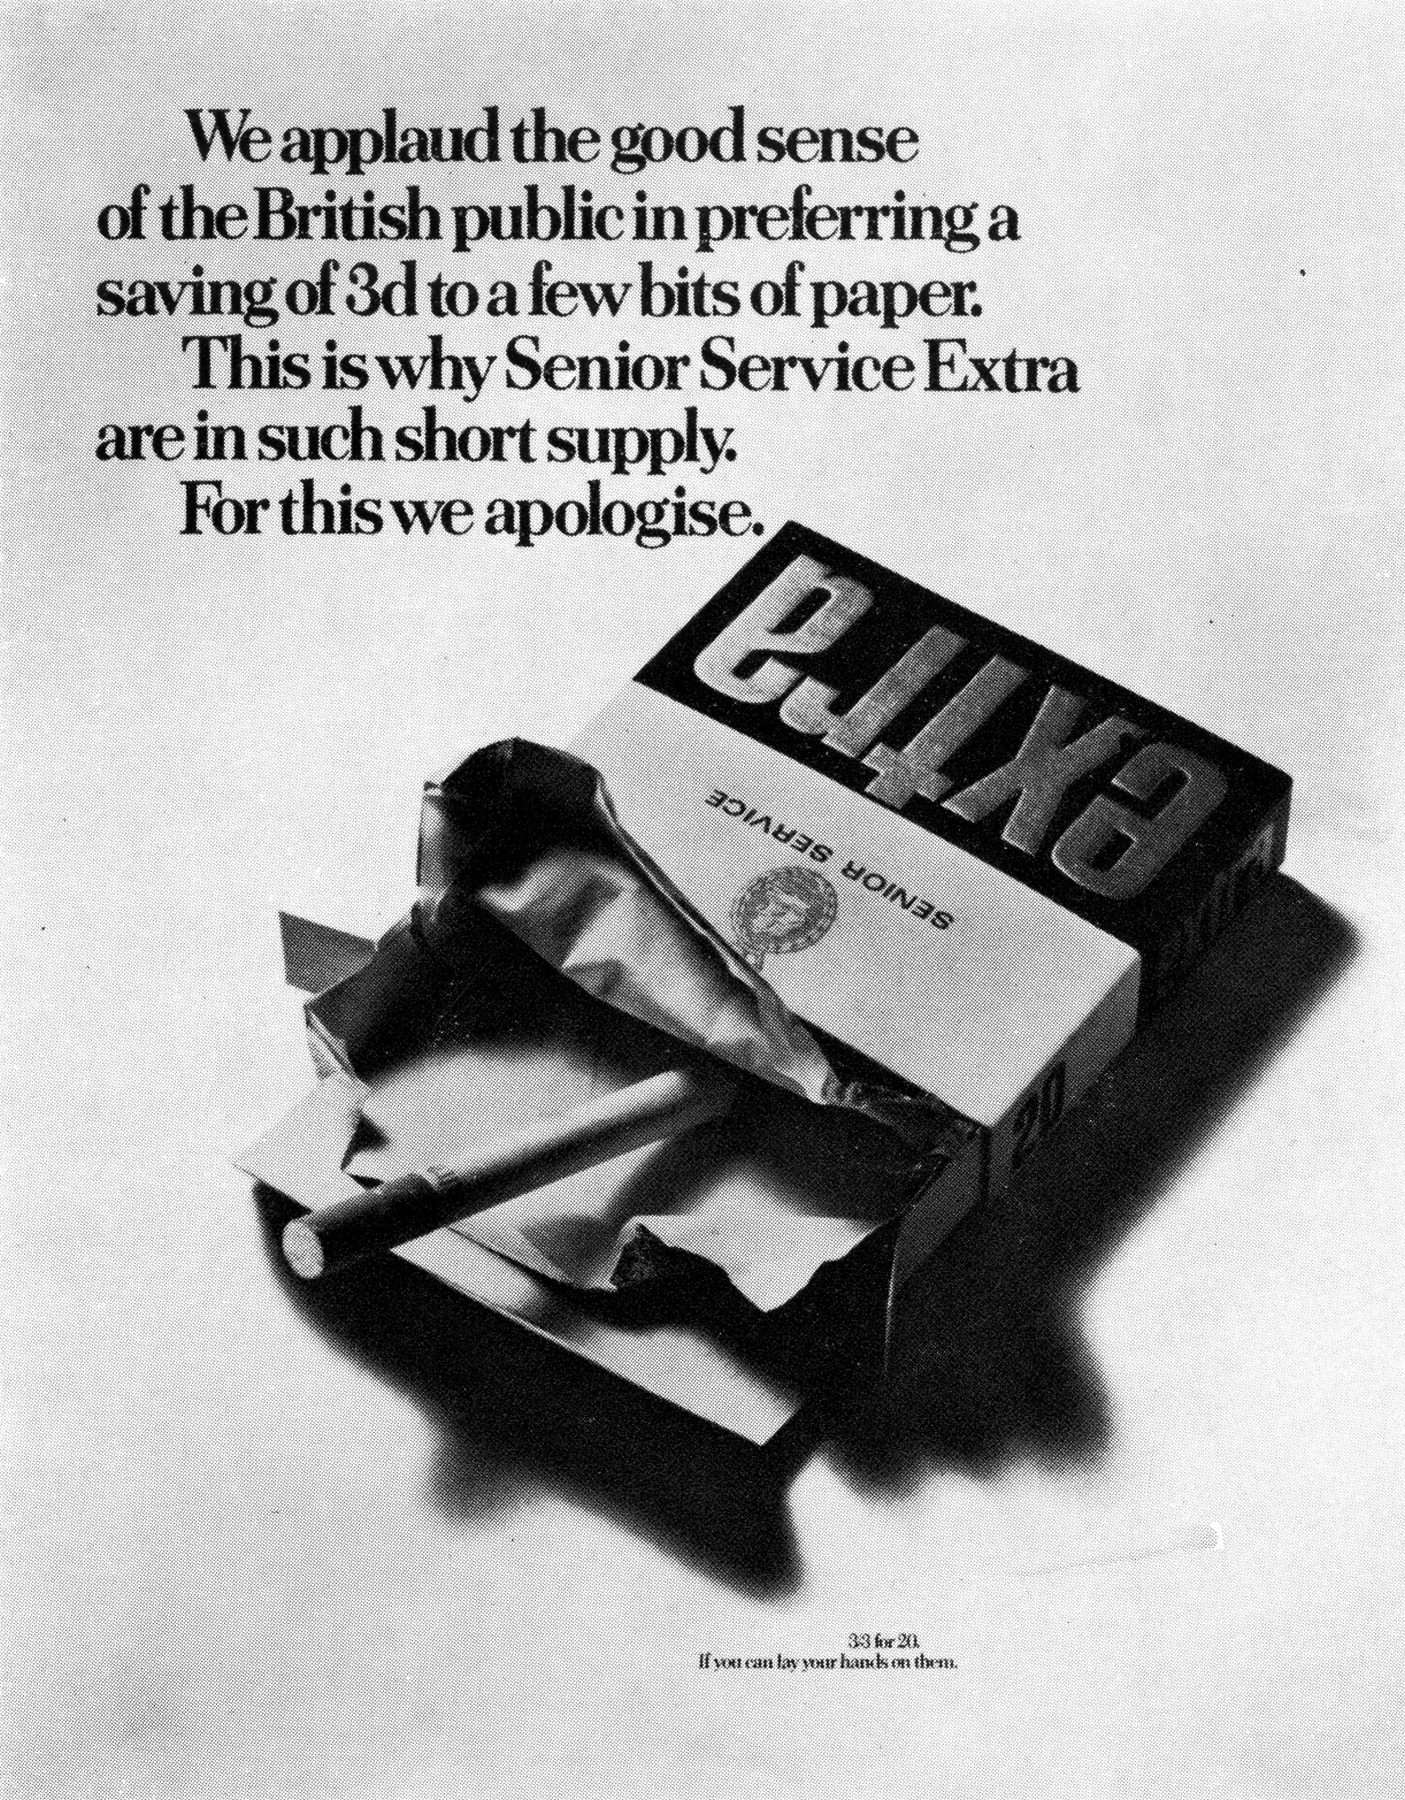 We applaud the good sense
of the British public in preferring a
saving of 3d to a few bits of paper.
This is why Senior Service Extra
are in such short supply.
For this we apologise.
exTra
SENIOR SERVICE
20
3/3 for 20.
If you can lay your hands on them.